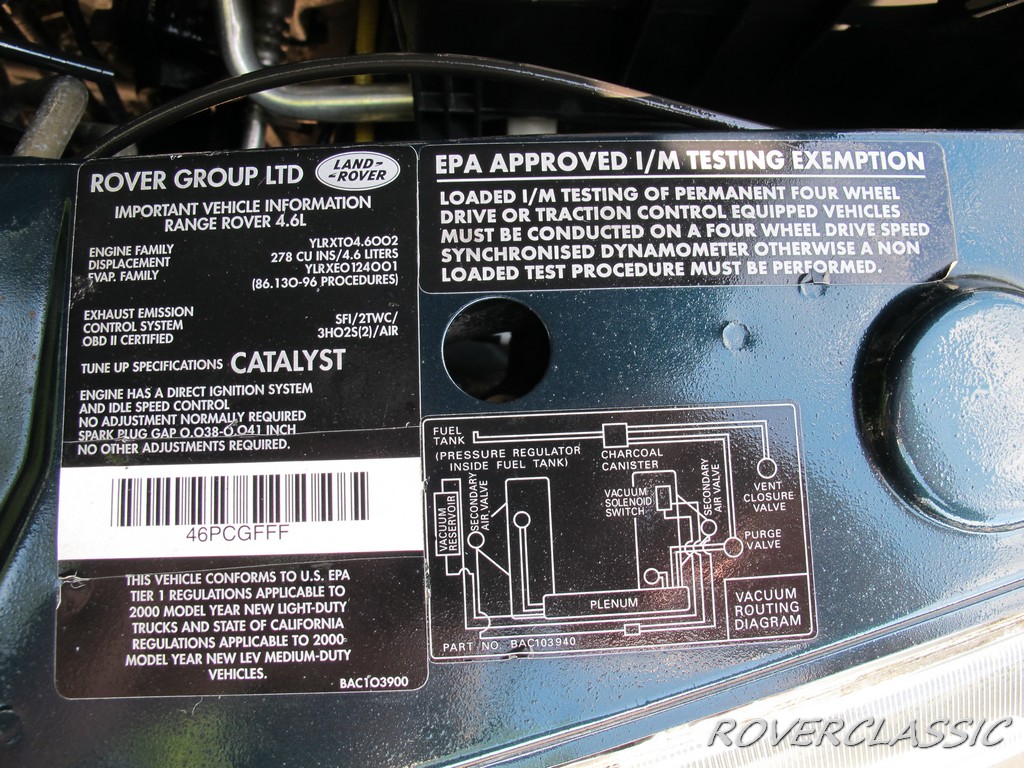 ROVER GROUP LTD
LAND-
ROVER
IMPORTANT VEHICLE INFORMATION
RANGE ROVER 4.6L
ENGINE FAMILY YLRXT04.6002
DISPLACEMENT 278 CU INS/4.6 LITERS
EVAP. FAMILY YLRXE0124001
(86.130-96 PROCEDURES)
EXHAUST EMISSION SFI/2TWC/
CONTROL SYSTEM 3HO2S(2)/AIR
OBD II CERTIFIED
TUNE UP SPECIFICATIONS CATALYST
ENGINE HAS A DIRECT IGNITION SYSTEM
AND IDLE SPEED CONTROL
NO ADJUSTMENT NORMALLY REQUIRED
SPARK PLUG GAP 0.038-0.041 INCH
NO OTHER ADJUSTMENTS REQUIRED.
46PCGFFF
THIS VEHICLE CONFORMS TO U.S. EPA
TIER 1 REGULATIONS APPLICABLE TO
2000 MODEL YEAR NEW LIGHT-DUTY
TRUCKS AND STATE OF CALIFORNIA
REGULATIONS APPLICABLE TO 2000
MODEL YEAR NEW LEV MEDIUM-DUTY
VEHICLES.
BAC103900
EPA APPROVED I/M TESTING EXEMPTION
LOADED I/M TESTING OF PERMANENT FOUR WHEEL
DRIVE OR TRACTION CONTROL EQUIPPED VEHICLES
MUST BE CONDUCTED ON A FOUR WHEEL DRIVE SPEED
SYNCHRONISED DYNAMOMETER OTHERWISE A NON
LOADED TEST PROCEDURE MUST BE PERFORMED.
FUEL
TANK
(PRESSURE REGULATOR
INSIDE FUEL TANK)
CHARCOAL
CANISTER
VACUUM
RESERVOIR
SECONDARY
AIR VALVE
VACUUM
SOLENOID
SWITCH
SECONDARY
AIR VALVE
VENT
CLOSURE
VALVE
PURGE
VALVE
PLENUM
VACUUM
ROUTING
DIAGRAM
PART NO. BAC103940
ROVERCLASSIC